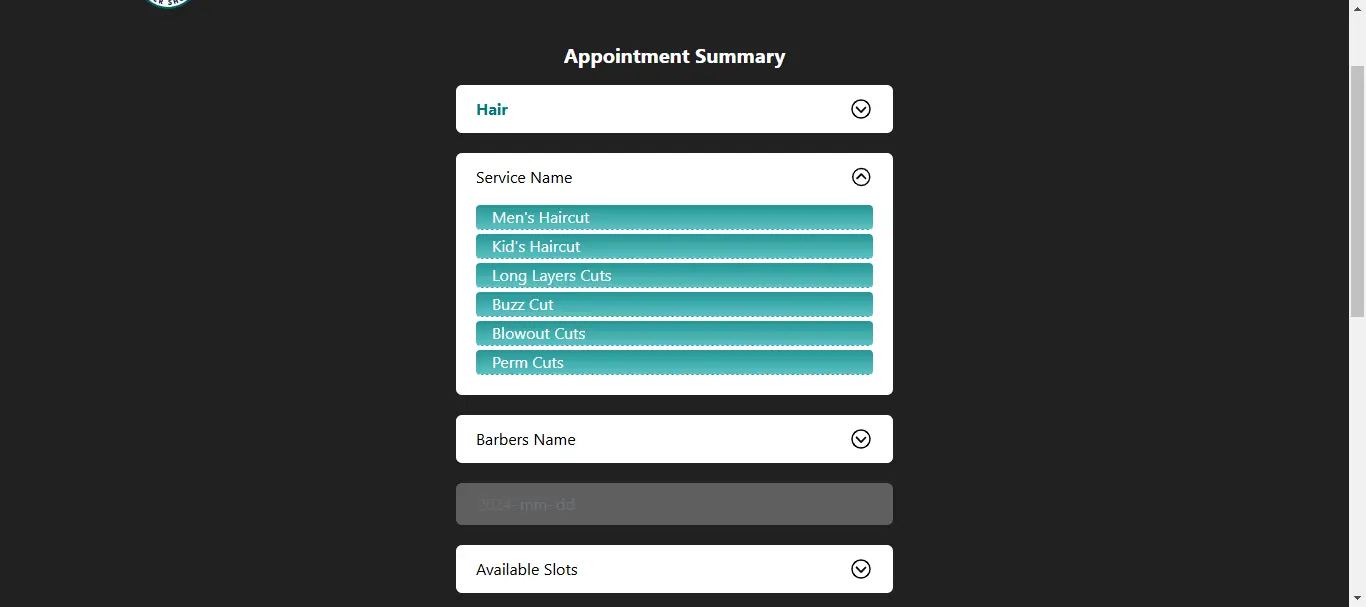 Appointment Summary
Hair
Service Name
Men's Haircut
Kid's Haircut
Long Layers Cuts
Buzz Cut
Blowout Cuts
Perm Cuts
Barbers Name
2024-mm-dd
Available Slots